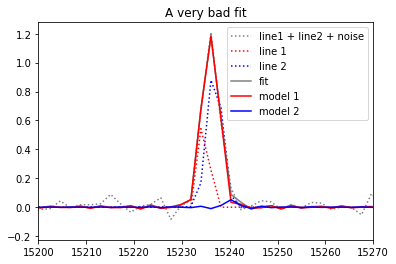 A very bad fit
1.2
1.0
0.8
0.6
0.4
0.2
0.0
−0.2
line1 + line2 + noise
line 1
line 2
fit
model 1
model 2
15200 15210 15220 15230 15240 15250 15260 15270